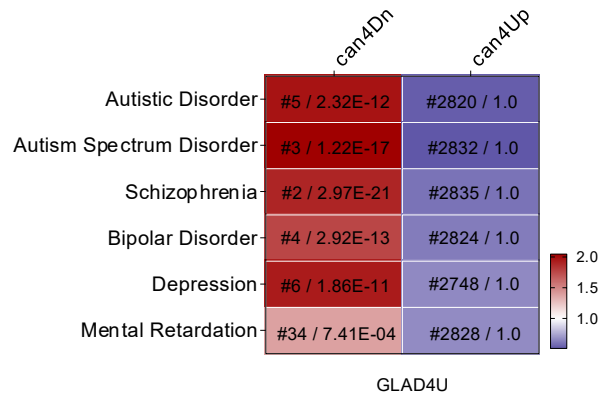 can4Dn can4Up
Autistic Disorder #5 / 2.32E-12 #2820 / 1.0
Autism Spectrum Disorder #3 / 1.22E-17 #2832 / 1.0
Schizophrenia #2 / 2.97E-21 #2835 / 1.0
Bipolar Disorder #4 / 2.92E-13 #2824 / 1.0
Depression #6 / 1.86E-11 #2748 / 1.0
Mental Retardation #34 / 7.41E-04 #2828 / 1.0
2.0
1.5
1.0
GLAD4U